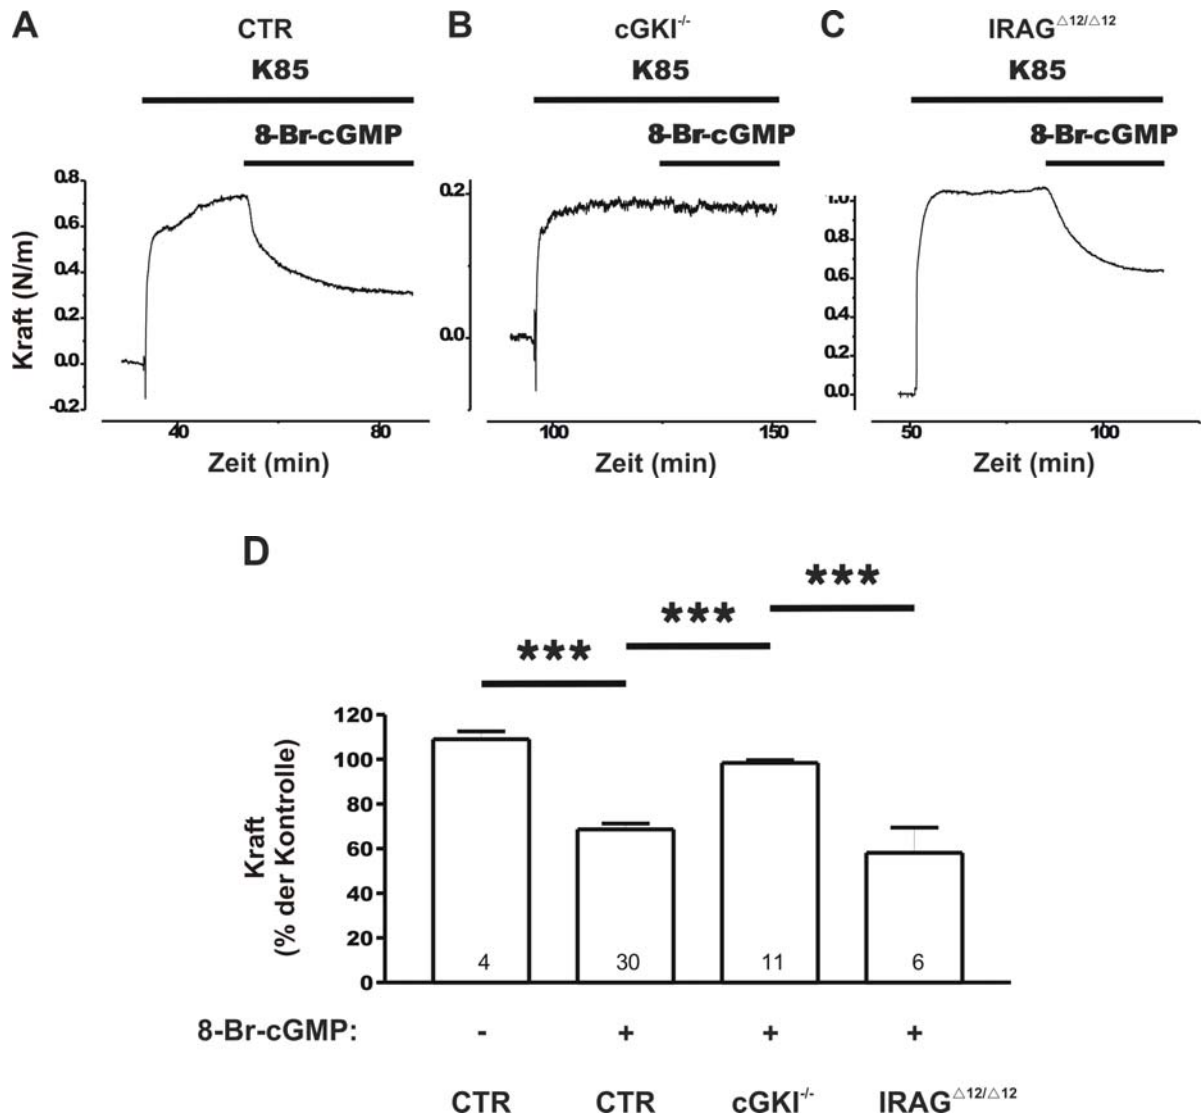 A CTR
K85
8-Br-cGMP
0.8
0.6
0.4
0.2
0.0
-0.2
Kraft (N/m)
40 80
Zeit (min)
B cGKI-/-
K85
8-Br-cGMP
0.2
0.0
100 150
Zeit (min)
C IRAG△12/△12
K85
8-Br-cGMP
1.0
0.8
0.6
0.4
0.2
0.0
50 100
Zeit (min)
D
***
***
***
120
100
80
60
40
20
0
Kraft
(% der Kontrolle)
4 30 11 6
8-Br-cGMP: - + + +
CTR CTR cGKI-/- IRAG△12/△12